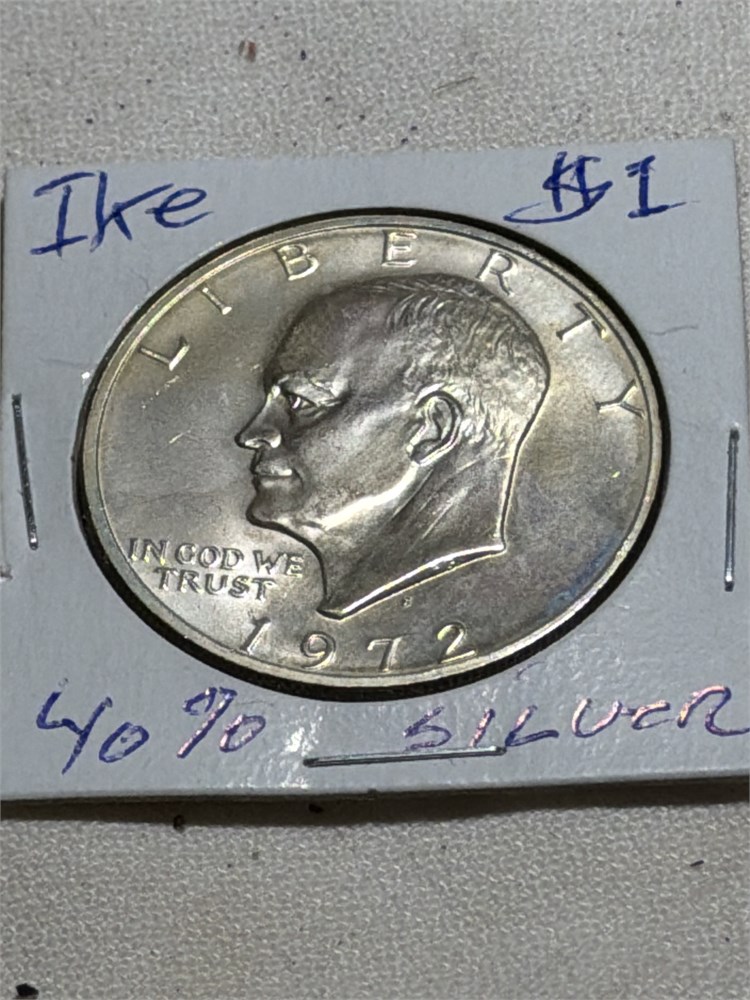 Ike $1
LIBERTY
IN GOD WE
TRUST
S
1972
40% SILVER